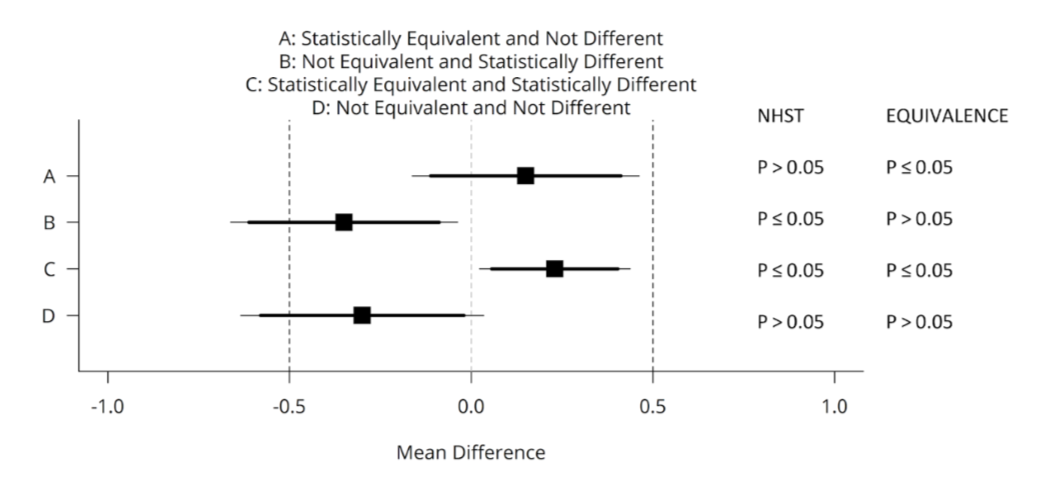 A: Statistically Equivalent and Not Different
B: Not Equivalent and Statistically Different
C: Statistically Equivalent and Statistically Different
D: Not Equivalent and Not Different
NHST EQUIVALENCE
A P > 0.05 P ≤ 0.05
B P ≤ 0.05 P > 0.05
C P ≤ 0.05 P ≤ 0.05
D P > 0.05 P > 0.05
-1.0 -0.5 0.0 0.5 1.0
Mean Difference